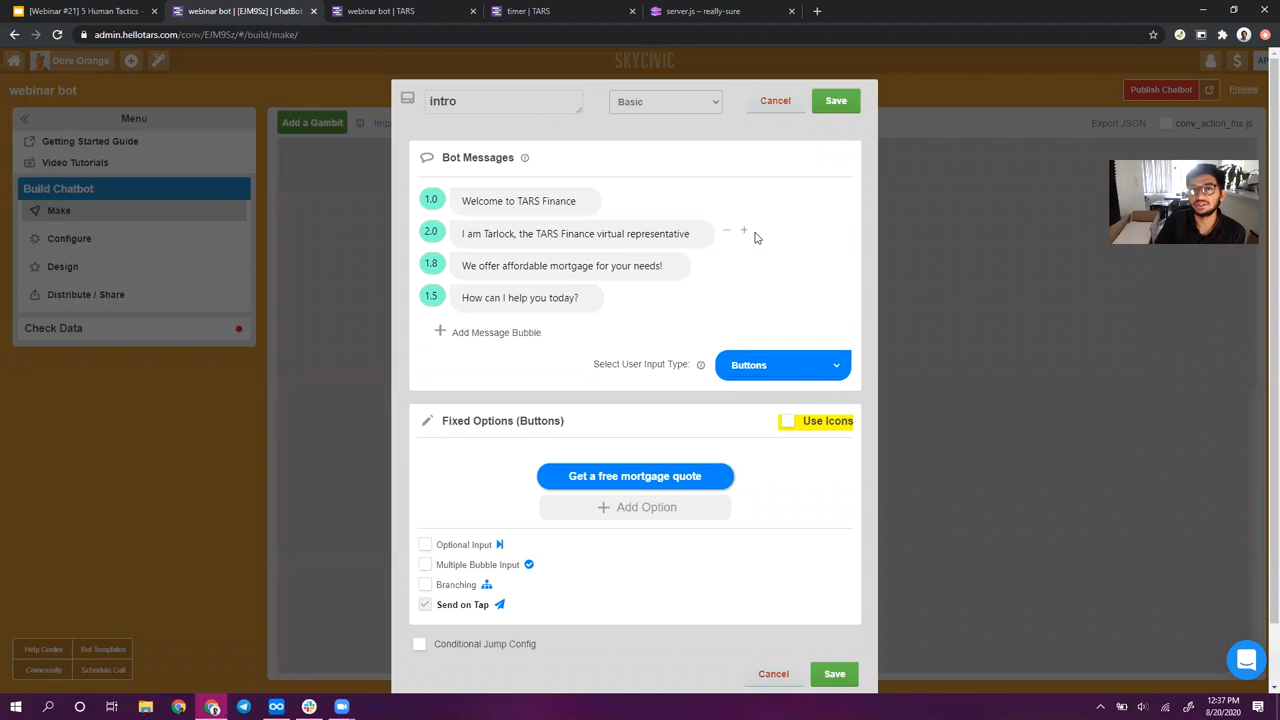 [Webinar #21] Human Tactics -
webinar bot [EJM9Sz] | ChatBot
webinar bot | TARS
timer | TARS
server.js – really-sure
admin.hellotars.com/conv/EJM9Sz/#/build/make/
Dore Orange
SKYCIVIC
AP
webinar bot
Publish Chatbot
Preview
Menu
Getting Started Guide
Video Tutorials
Build Chatbot
Make
Configure
Design
Distribute / Share
Check Data
Add a Gambit
Export JSON
conv_action_fns.js
intro
Basic
Cancel
Save
Bot Messages
1.0 Welcome to TARS Finance
2.0 I am Tarlock, the TARS Finance virtual representative
1.8 We offer affordable mortgage for your needs!
1.5 How can I help you today?
Add Message Bubble
Select User Input Type:
Buttons
Fixed Options (Buttons)
Use Icons
Get a free mortgage quote
Add Option
Optional Input
Multiple Bubble Input
Branching
Send on Tap
Conditional Jump Config
Cancel
Save
Help Center
Bot Templates
Community
Schedule Call
12:37 PM
8/20/2020